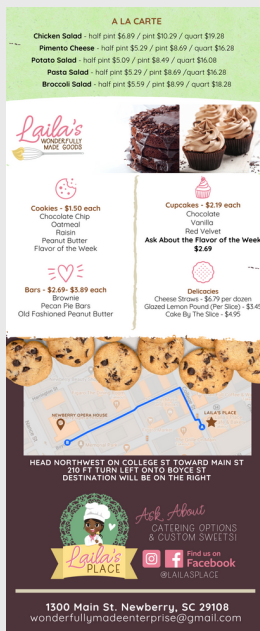 A LA CARTE
Chicken Salad - half pint $6.89 / pint $10.29 / quart $19.28
Pimento Cheese - half pint $5.29 / pint $8.69 / quart $16.28
Potato Salad - half pint $5.09 / pint $8.49 / quart $16.08
Pasta Salad - half pint $5.29 / pint $8.69 /quart $16.28
Broccoli Salad - half pint $5.59 / pint $8.99 / quart $18.28
Laila's
WONDERFULLY
MADE GOODS
Cookies - $1.50 each
Chocolate Chip
Oatmeal
Raisin
Peanut Butter
Flavor of the Week
Cupcakes - $2.19 each
Chocolate
Vanilla
Red Velvet
Ask About the Flavor of the Week
$2.69
Bars - $2.69- $3.89 each
Brownie
Pecan Pie Bars
Old Fashioned Peanut Butter
Delicacies
Cheese Straws - $6.79 per dozen
Glazed Lemon Pound (Per Slice) - $3.45
Cake By The Slice - $4.95
NEWBERRY OPERA HOUSE
LAILA'S PLACE
HEAD NORTHWEST ON COLLEGE ST TOWARD MAIN ST
210 FT TURN LEFT ONTO BOYCE ST
DESTINATION WILL BE ON THE RIGHT
Ask About
CATERING OPTIONS
& CUSTOM SWEETS!
Laila's
PLACE
Find us on
Facebook
@LAILASPLACE
1300 Main St. Newberry, SC 29108
wonderfullymadeenterprise@gmail.com